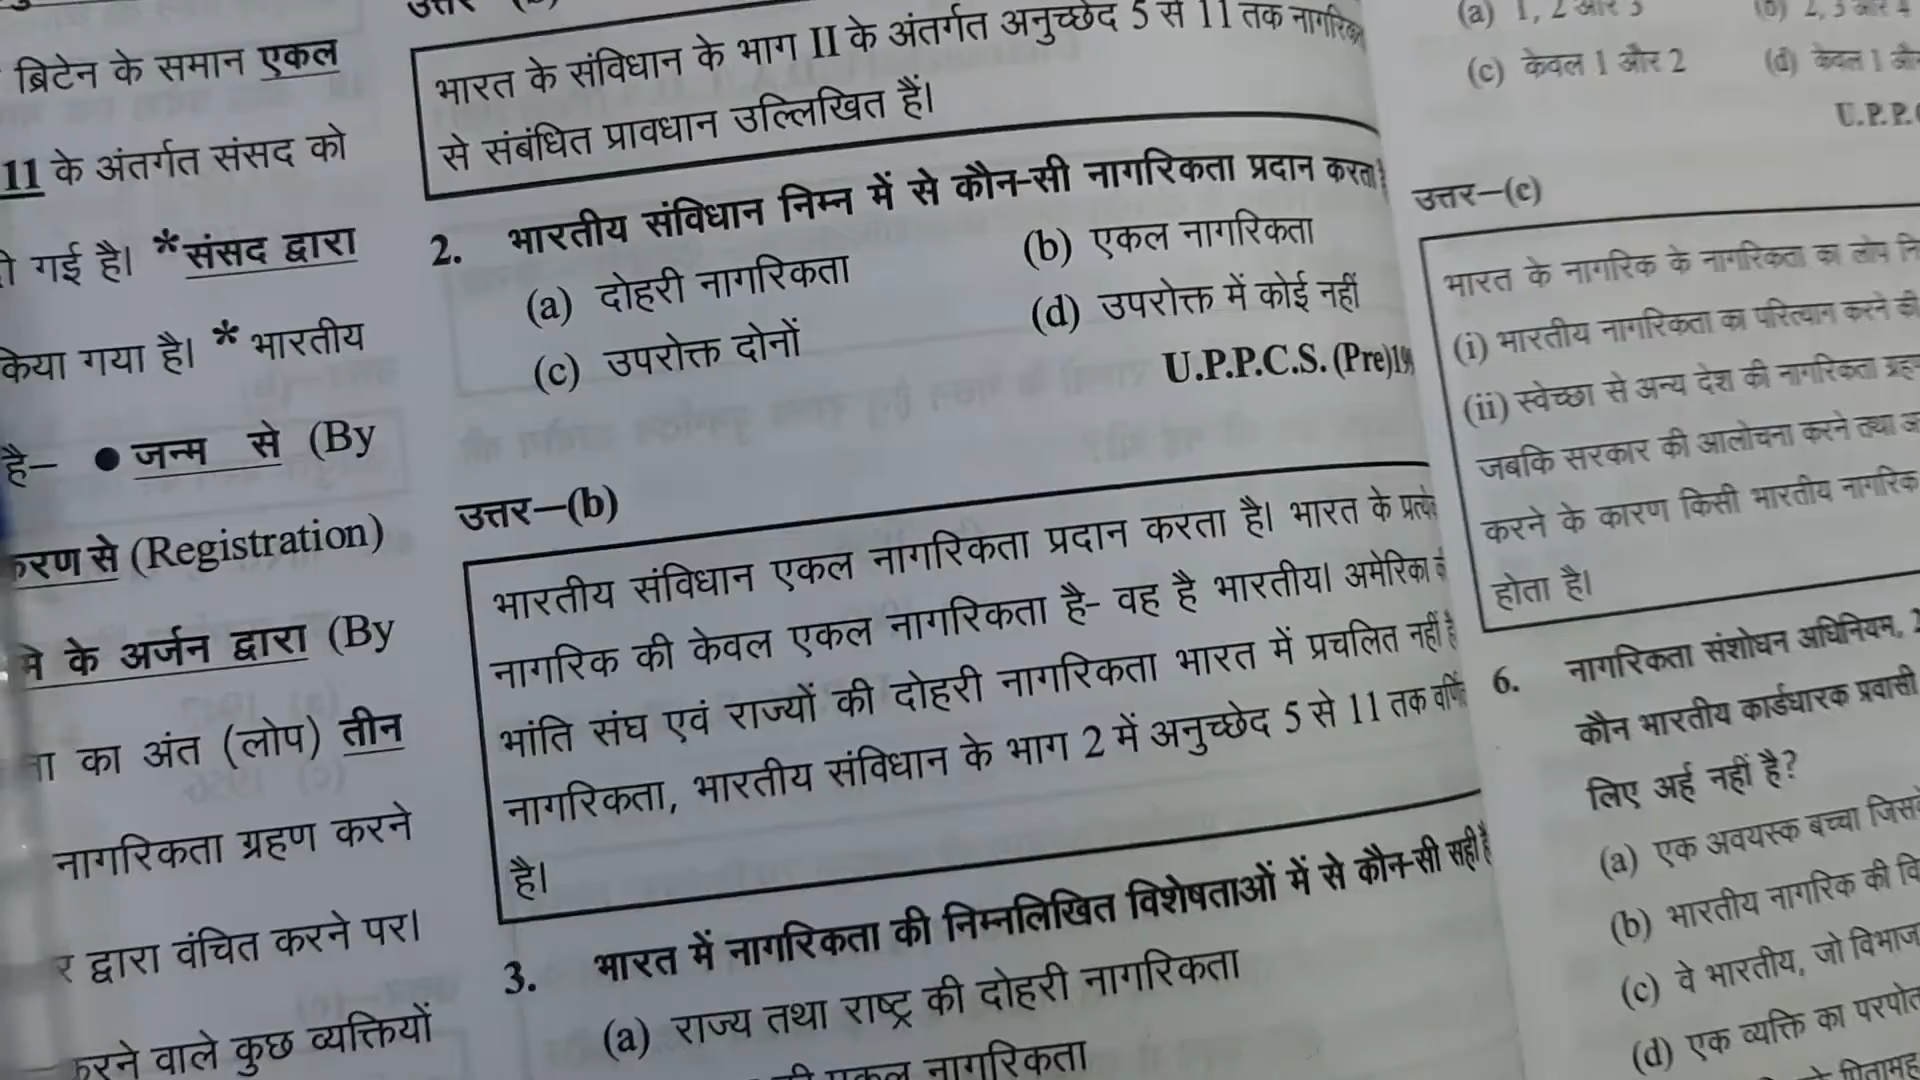 ब्रिटेन के समान एकल
11 के अंतर्गत संसद को
गई है। *संसद द्वारा
किया गया है। * भारतीय
है– ● जन्म से (By
करण से (Registration)
के अर्जन द्वारा (By
का अंत (लोप) तीन
नागरिकता ग्रहण करने
द्वारा वंचित करने पर।
करने वाले कुछ व्यक्तियों
भारत के संविधान के भाग II के अंतर्गत अनुच्छेद 5 से 11 तक
से संबंधित प्रावधान उल्लिखित हैं।
2. भारतीय संविधान निम्न में से कौन-सी नागरिकता प्रदान करता
(a) दोहरी नागरिकता (b) एकल नागरिकता
(c) उपरोक्त दोनों (d) उपरोक्त में कोई नहीं
U.P.P.C.S. (Pre)
उत्तर–(b)
भारतीय संविधान एकल नागरिकता प्रदान करता है। भारत के
नागरिक की केवल एकल नागरिकता है- वह है भारतीय। अमेरिका
भांति संघ एवं राज्यों की दोहरी नागरिकता भारत में प्रचलित नहीं है
नागरिकता, भारतीय संविधान के भाग 2 में अनुच्छेद 5 से 11 तक
है।
3. भारत में नागरिकता की निम्नलिखित विशेषताओं में से कौन-सी सही है
(a) राज्य तथा राष्ट्र की दोहरी नागरिकता
एकल नागरिकता
(c) केवल 1 और 2 (d) केवल 1
उत्तर–(c)
भारत के नागरिक के नागरिकता का लोप
(i) भारतीय नागरिकता का परित्याग करने की
(ii) स्वेच्छा से अन्य देश की नागरिकता
जबकि सरकार की आलोचना करने तथा
करने के कारण किसी भारतीय नागरिक
होता है।
6. नागरिकता संशोधन अधिनियम,
कौन भारतीय कार्डधारक प्रवासी
लिए अर्ह नहीं है?
(a) एक अवयस्क बच्चा
(b) भारतीय नागरिक की
(c) वे भारतीय, जो
(d) एक व्यक्ति का